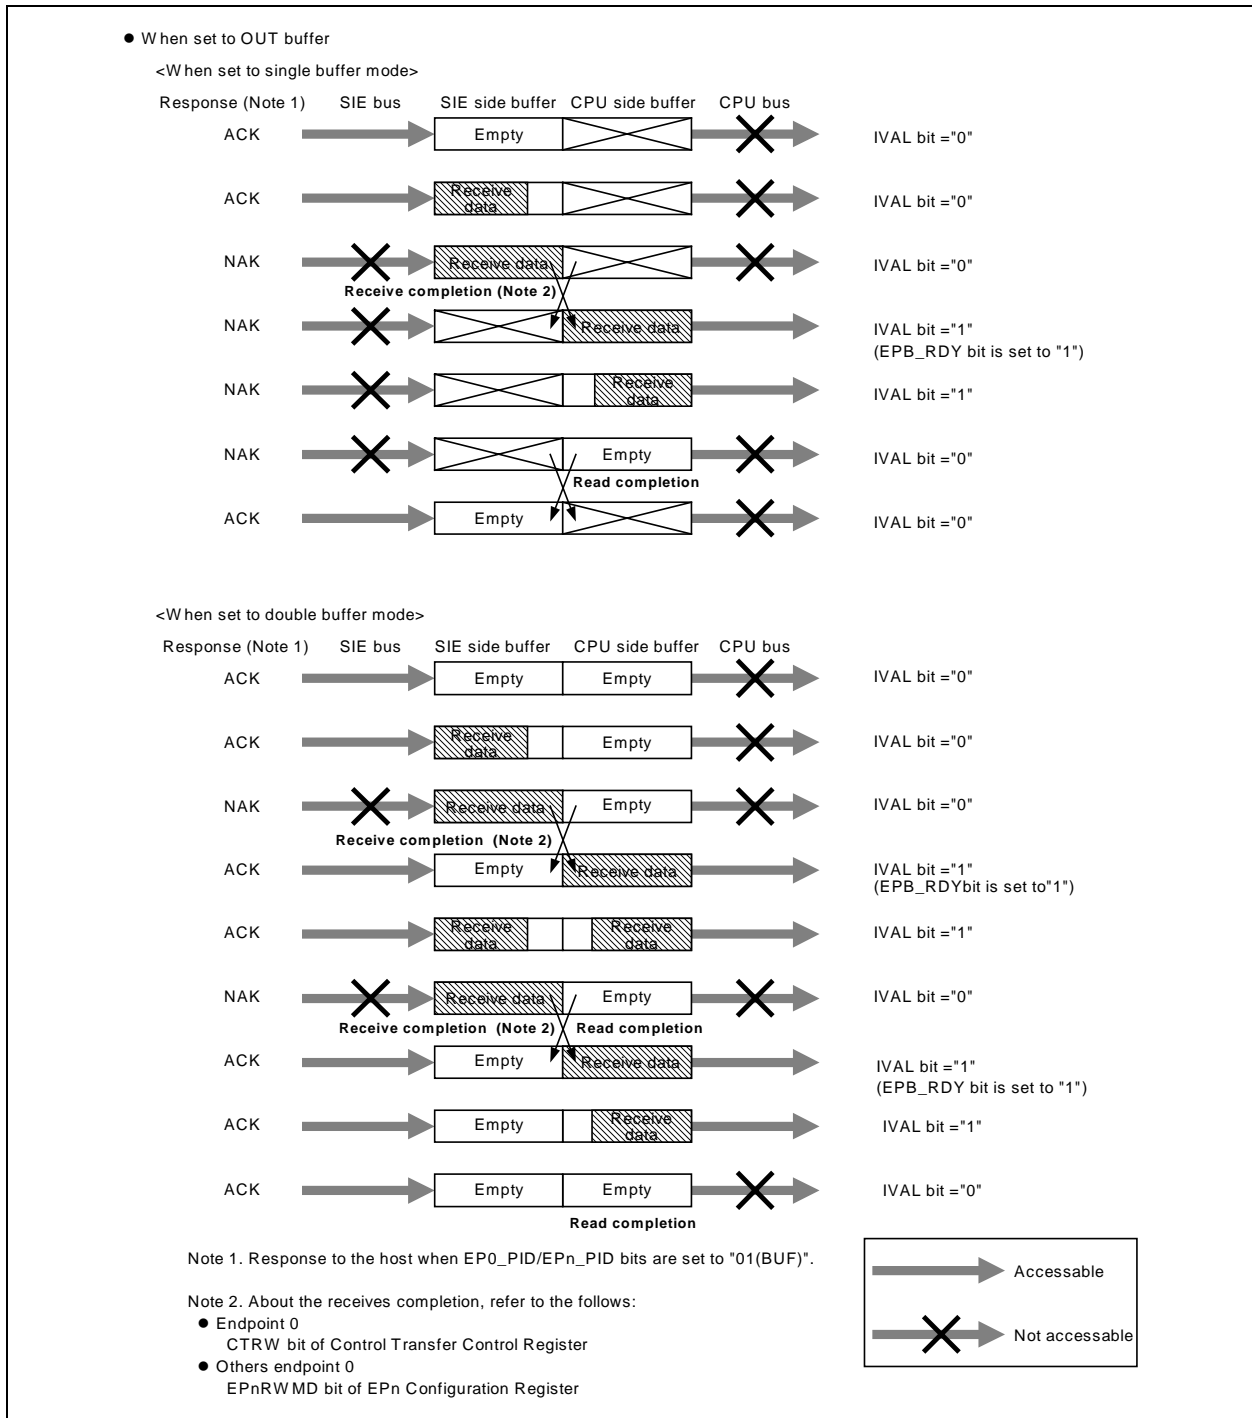 ● When set to OUT buffer
<When set to single buffer mode>
Response (Note 1) SIE bus SIE side buffer CPU side buffer CPU bus
ACK Empty IVAL bit ="0"
ACK Receive data IVAL bit ="0"
NAK Receive data IVAL bit ="0"
Receive completion (Note 2)
NAK Receive data IVAL bit ="1"
(EPB_RDY bit is set to "1")
NAK Receive data IVAL bit ="1"
NAK Empty IVAL bit ="0"
Read completion
ACK Empty IVAL bit ="0"
<When set to double buffer mode>
Response (Note 1) SIE bus SIE side buffer CPU side buffer CPU bus
ACK Empty Empty IVAL bit ="0"
ACK Receive data Empty IVAL bit ="0"
NAK Receive data Empty IVAL bit ="0"
Receive completion (Note 2)
ACK Empty Receive data IVAL bit ="1"
(EPB_RDYbit is set to"1")
ACK Receive data Receive data IVAL bit ="1"
NAK Receive data Empty IVAL bit ="0"
Receive completion (Note 2) Read completion
ACK Empty Receive data IVAL bit ="1"
(EPB_RDY bit is set to "1")
ACK Empty Receive data IVAL bit ="1"
ACK Empty Empty IVAL bit ="0"
Read completion
Note 1. Response to the host when EP0_PID/EPn_PID bits are set to "01(BUF)".
Note 2. About the receives completion, refer to the follows:
● Endpoint 0
CTRW bit of Control Transfer Control Register
● Others endpoint 0
EPnRWMD bit of EPn Configuration Register
Accessable
Not accessable